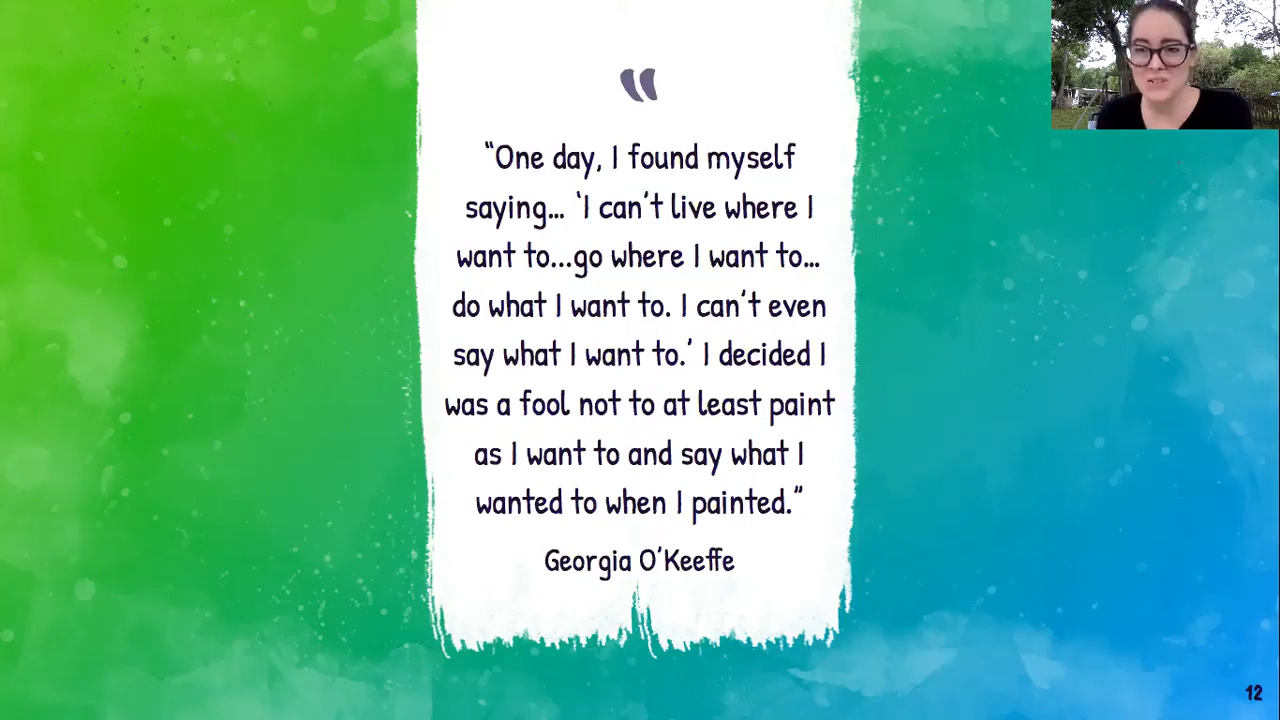 “
“One day, I found myself
saying... ‘I can’t live where I
want to...go where I want to...
do what I want to. I can’t even
say what I want to.’ I decided I
was a fool not to at least paint
as I want to and say what I
wanted to when I painted.”
Georgia O’Keeffe
12